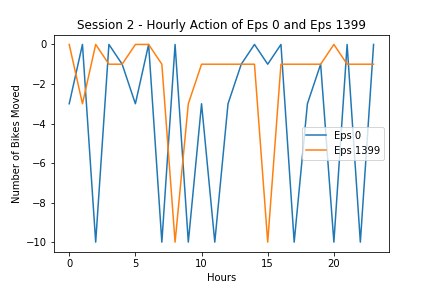 Session 2 - Hourly Action of Eps 0 and Eps 1399
Number of Bikes Moved
0
−2
−4
−6
−8
−10
Eps 0
Eps 1399
0 5 10 15 20
Hours